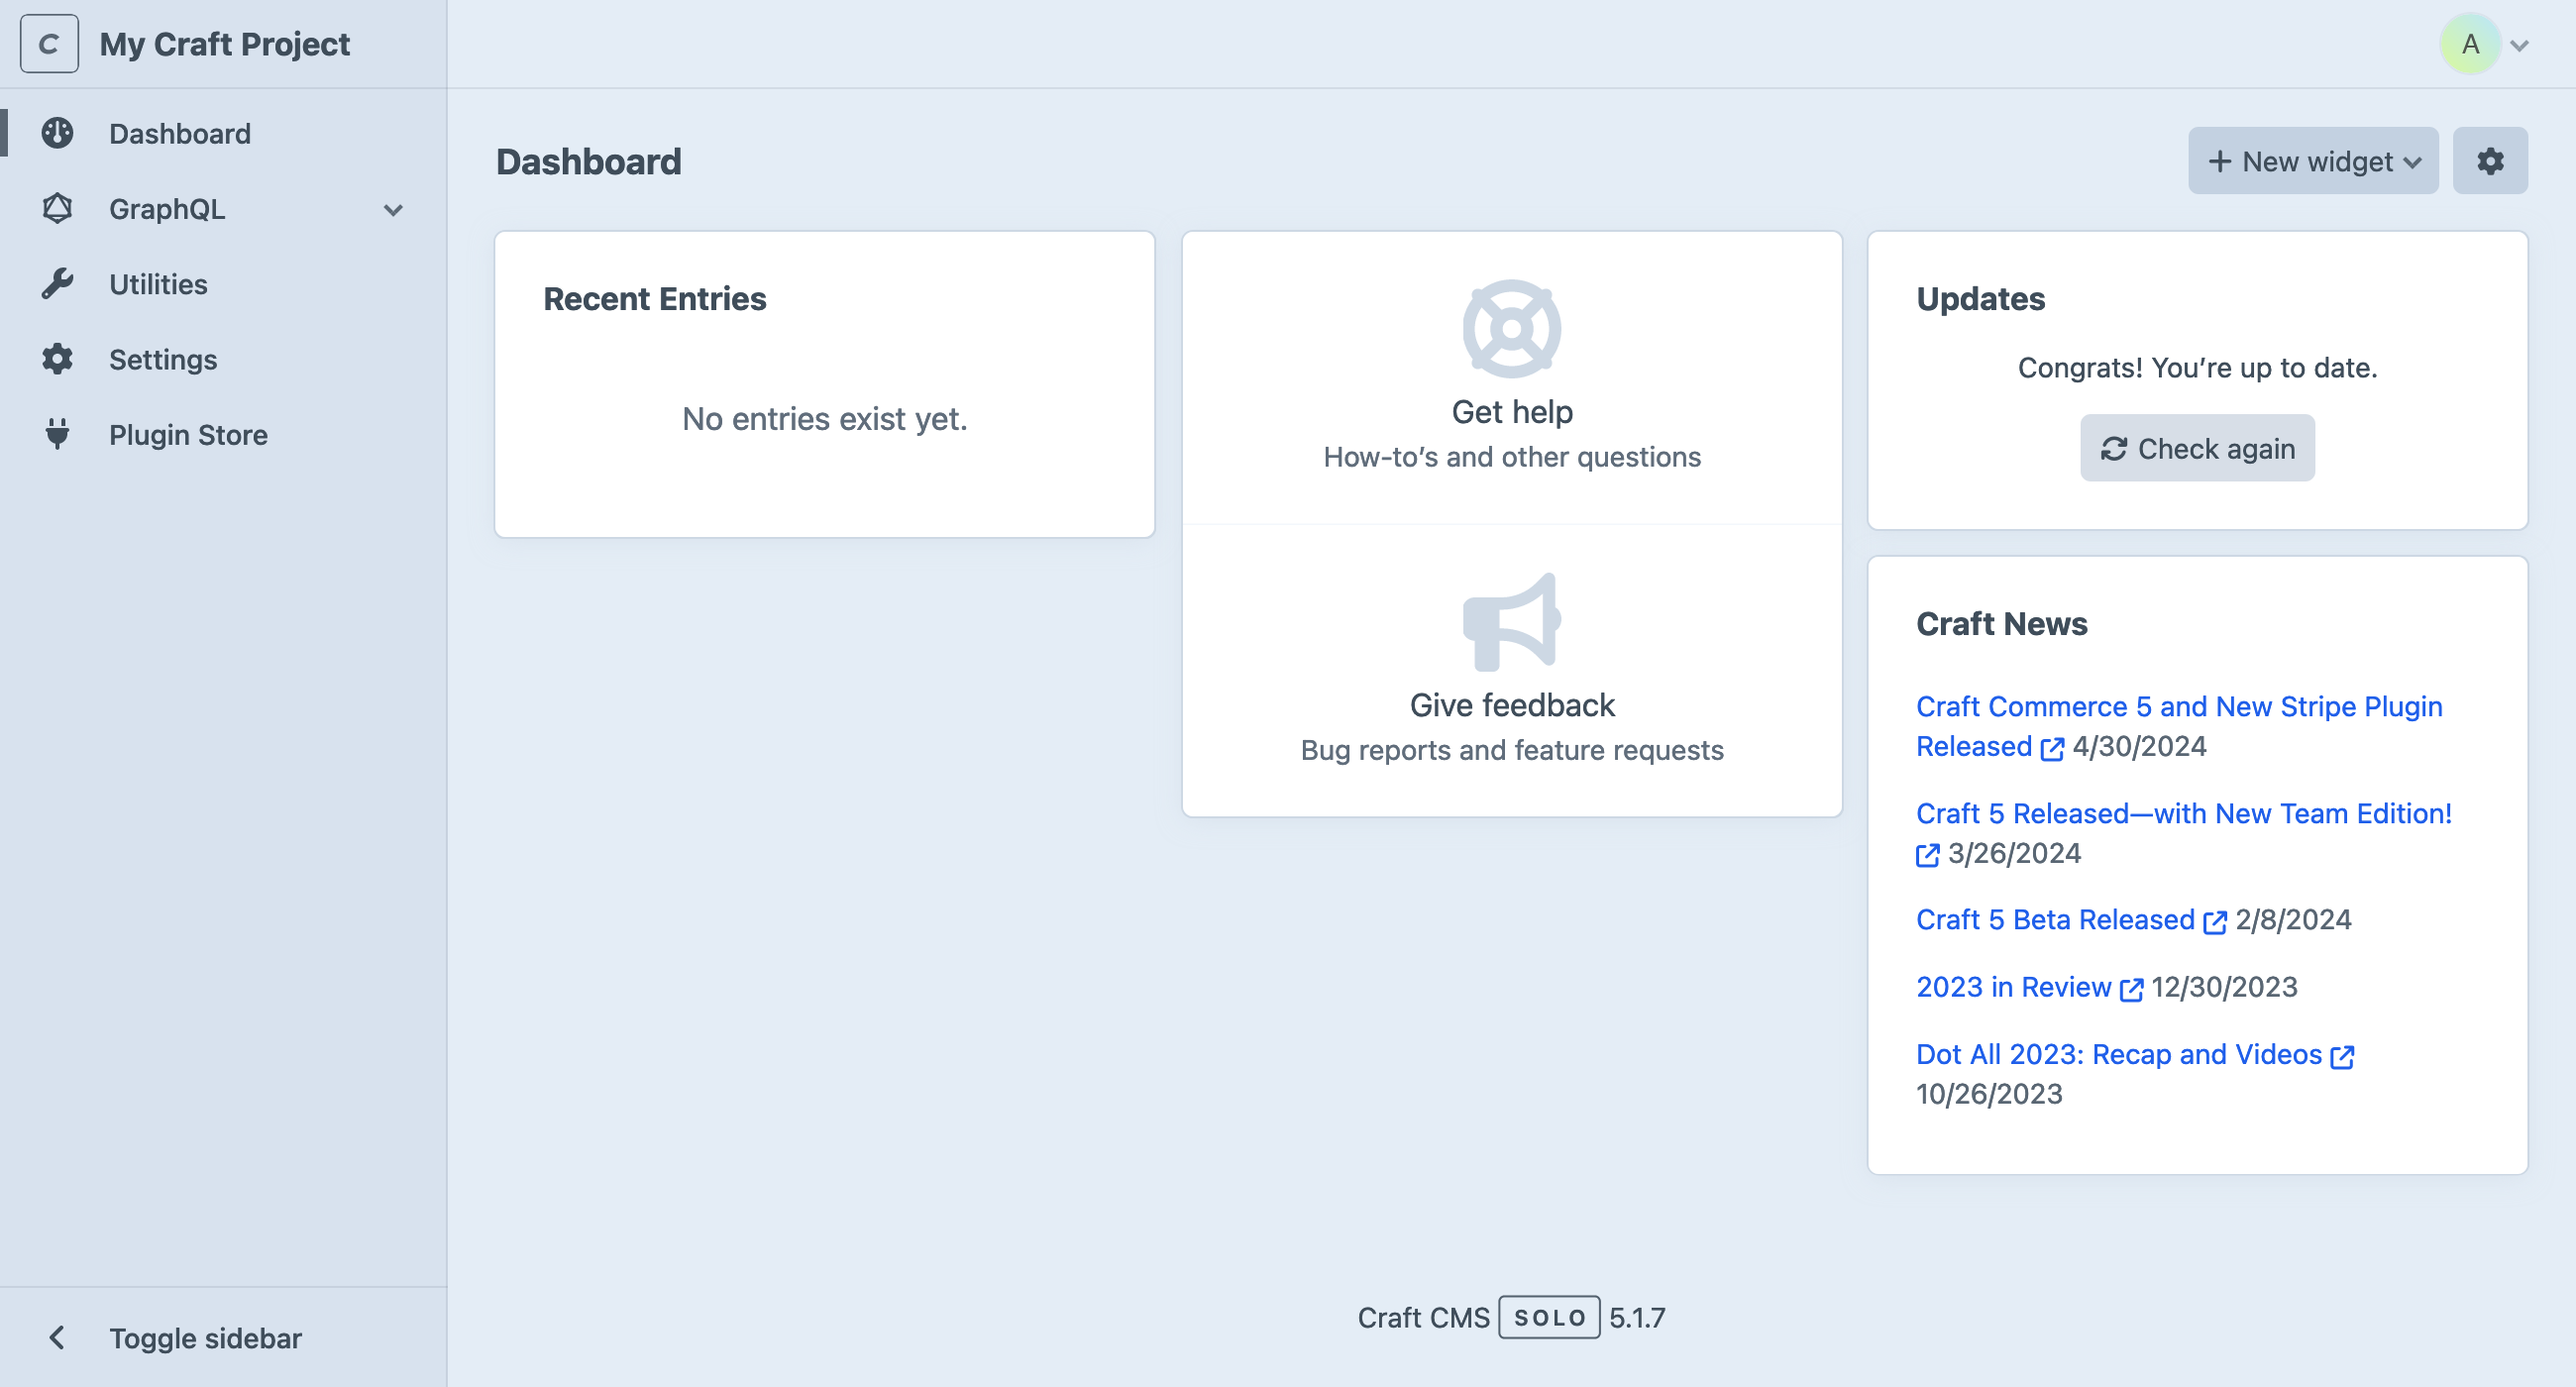 C
My Craft Project
A
Dashboard
GraphQL
Utilities
Settings
Plugin Store
Toggle sidebar
Dashboard
New widget
Recent Entries
No entries exist yet.
Get help
How-to’s and other questions
Give feedback
Bug reports and feature requests
Updates
Congrats! You’re up to date.
Check again
Craft News
Craft Commerce 5 and New Stripe Plugin
Released 4/30/2024
Craft 5 Released—with New Team Edition!
3/26/2024
Craft 5 Beta Released 2/8/2024
2023 in Review 12/30/2023
Dot All 2023: Recap and Videos
10/26/2023
Craft CMS SOLO 5.1.7